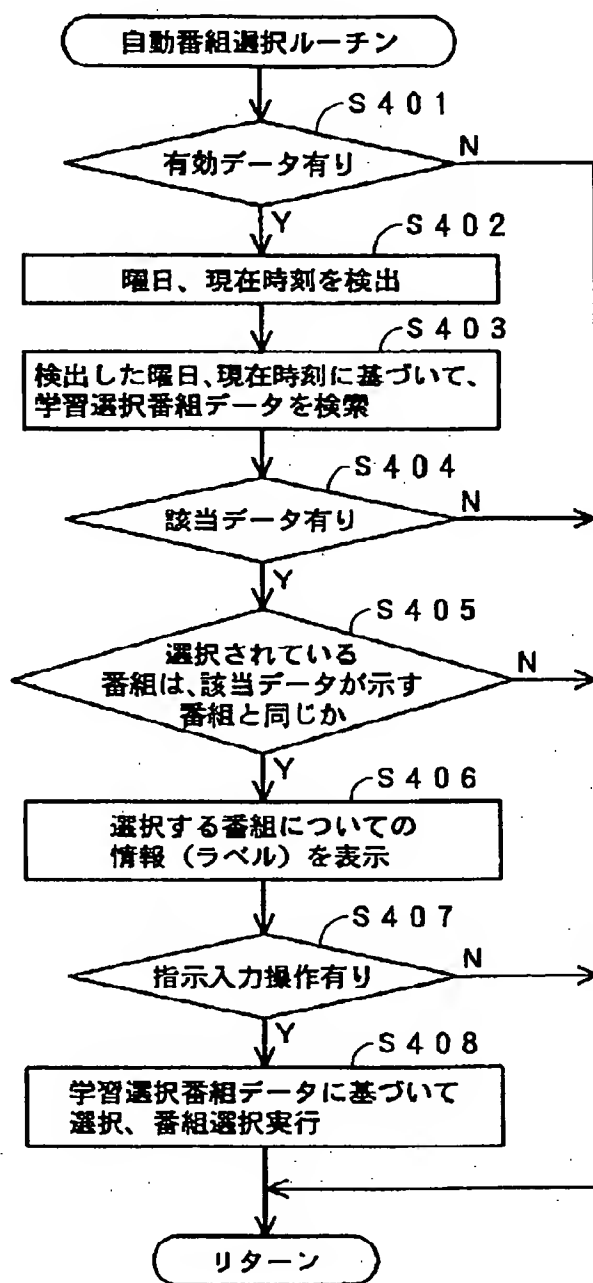 自動番組選択ルーチン
S401
有効データ有り
N
Y
S402
曜日、現在時刻を検出
S403
検出した曜日、現在時刻に基づいて、
学習選択番組データを検索
S404
該当データ有り
N
Y
S405
選択されている
番組は、該当データが示す
番組と同じか
N
Y
S406
選択する番組についての
情報（ラベル）を表示
S407
指示入力操作有り
N
Y
S408
学習選択番組データに基づいて
選択、番組選択実行
リターン